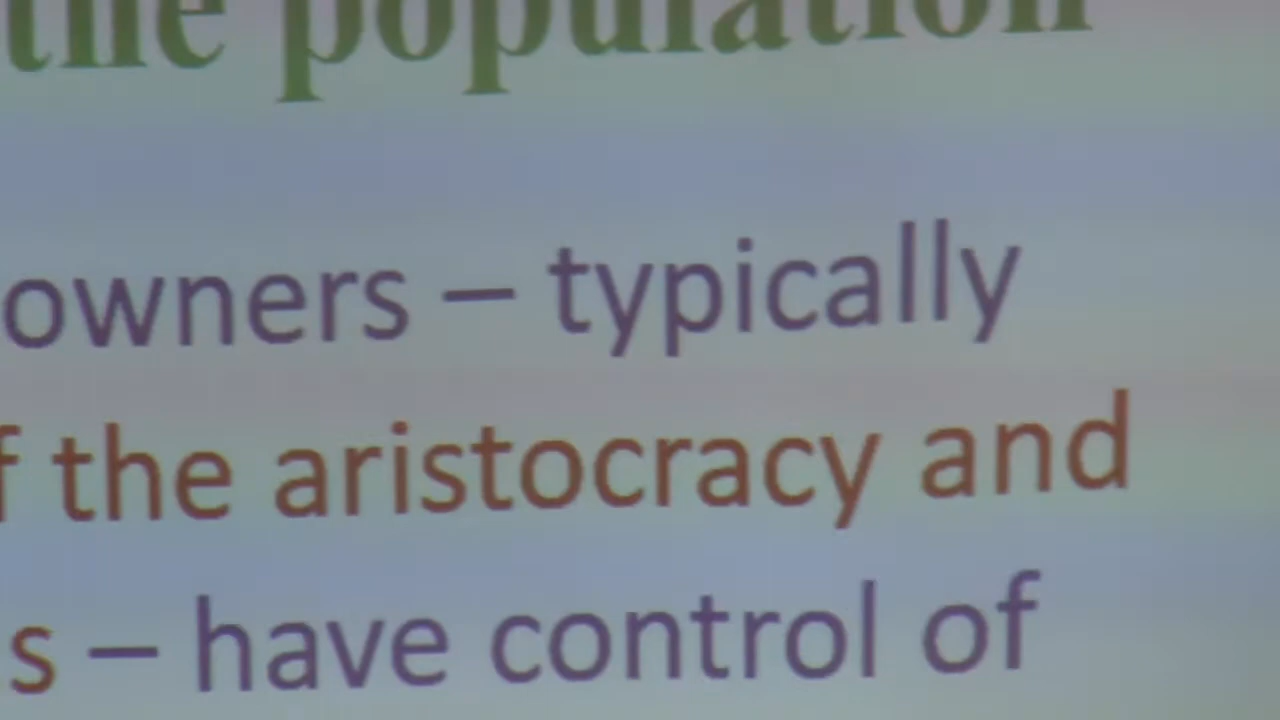 the population
owners – typically
f the aristocracy and
s – have control of